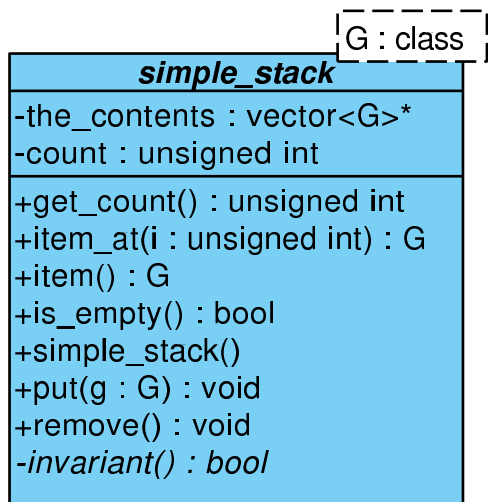 G : class
simple_stack
-the_contents : vector<G>*
-count : unsigned int
+get_count() : unsigned int
+item_at(i : unsigned int) : G
+item() : G
+is_empty() : bool
+simple_stack()
+put(g : G) : void
+remove() : void
-invariant() : bool